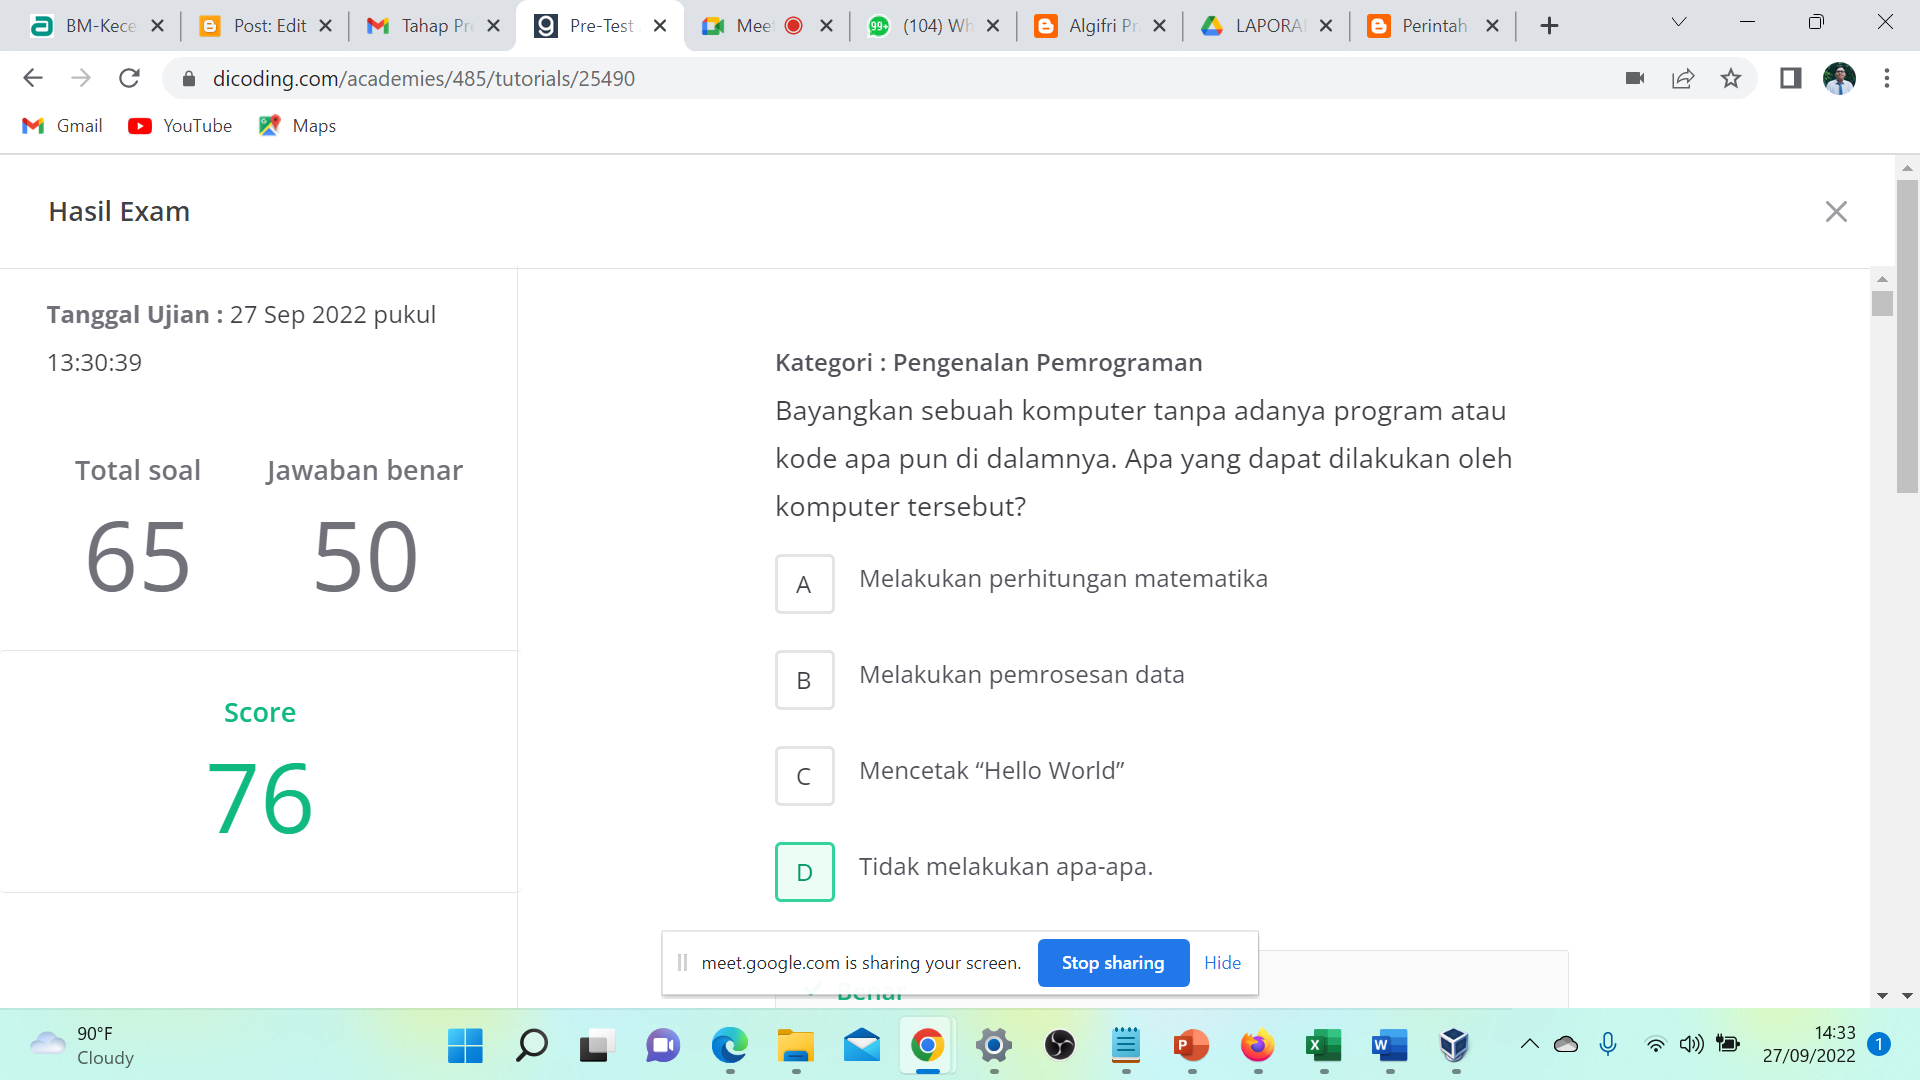 BM-Kece
Post: Edit
Tahap Pre
Pre-Test
Meet
(104) Wh
Algifri Pr
LAPORA
Perintah
dicoding.com/academies/485/tutorials/25490
Gmail
YouTube
Maps
Hasil Exam
Tanggal Ujian : 27 Sep 2022 pukul
13:30:39
Total soal
Jawaban benar
65
50
Score
76
Kategori : Pengenalan Pemrograman
Bayangkan sebuah komputer tanpa adanya program atau
kode apa pun di dalamnya. Apa yang dapat dilakukan oleh
komputer tersebut?
A Melakukan perhitungan matematika
B Melakukan pemrosesan data
C Mencetak “Hello World”
D Tidak melakukan apa-apa.
meet.google.com is sharing your screen.
Stop sharing
Hide
Benar
90°F
Cloudy
14:33
27/09/2022
1